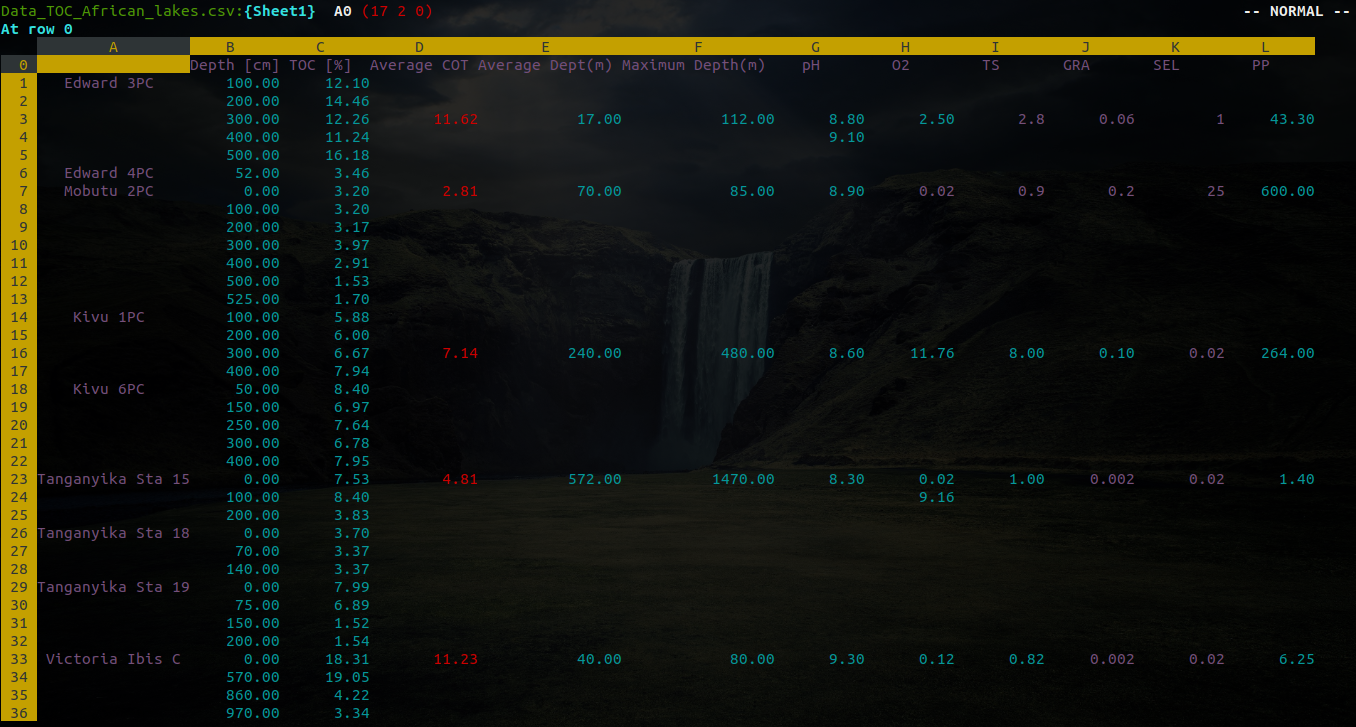 Data_TOC_African_lakes.csv:{Sheet1} A0 (17 2 0) -- NORMAL --
At row 0
A B C D E F G H I J K L
0 Depth [cm] TOC [%] Average COT Average Dept(m) Maximum Depth(m) pH O2 TS GRA SEL PP
1 Edward 3PC 100.00 12.10
2 200.00 14.46
3 300.00 12.26 11.62 17.00 112.00 8.80 2.50 2.8 0.06 1 43.30
4 400.00 11.24 9.10
5 500.00 16.18
6 Edward 4PC 52.00 3.46
7 Mobutu 2PC 0.00 3.20 2.81 70.00 85.00 8.90 0.02 0.9 0.2 25 600.00
8 100.00 3.20
9 200.00 3.17
10 300.00 3.97
11 400.00 2.91
12 500.00 1.53
13 525.00 1.70
14 Kivu 1PC 100.00 5.88
15 200.00 6.00
16 300.00 6.67 7.14 240.00 480.00 8.60 11.76 8.00 0.10 0.02 264.00
17 400.00 7.94
18 Kivu 6PC 50.00 8.40
19 150.00 6.97
20 250.00 7.64
21 300.00 6.78
22 400.00 7.95
23 Tanganyika Sta 15 0.00 7.53 4.81 572.00 1470.00 8.30 0.02 1.00 0.002 0.02 1.40
24 100.00 8.40 9.16
25 200.00 3.83
26 Tanganyika Sta 18 0.00 3.70
27 70.00 3.37
28 140.00 3.37
29 Tanganyika Sta 19 0.00 7.99
30 75.00 6.89
31 150.00 1.52
32 200.00 1.54
33 Victoria Ibis C 0.00 18.31 11.23 40.00 80.00 9.30 0.12 0.82 0.002 0.02 6.25
34 570.00 19.05
35 860.00 4.22
36 970.00 3.34